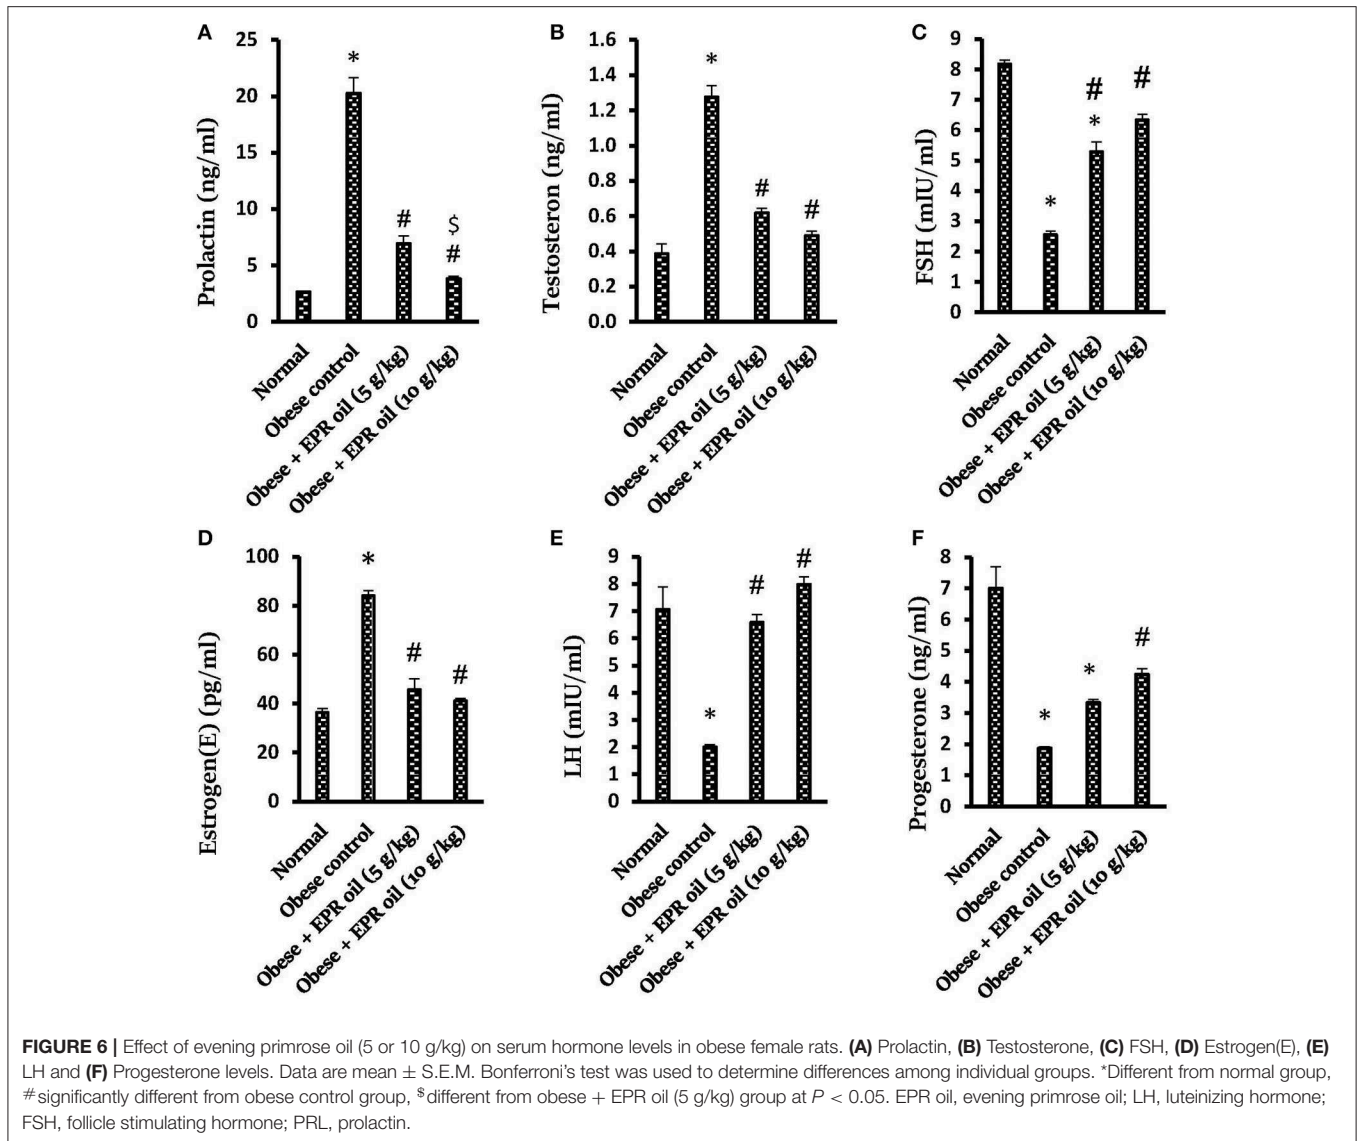 A
25
20
15
10
5
0
Prolactin (ng/ml)
*
#
$
#
Normal
Obese control
Obese + EPR oil (5 g/kg)
Obese + EPR oil (10 g/kg)
B
1.6
1.4
1.2
1.0
0.8
0.6
0.4
0.2
0.0
Testosteron (ng/ml)
*
#
#
Normal
Obese control
Obese + EPR oil (5 g/kg)
Obese + EPR oil (10 g/kg)
C
9
8
7
6
5
4
3
2
1
0
FSH (mIU/ml)
*
#
*
#
Normal
Obese control
Obese + EPR oil (5 g/kg)
Obese + EPR oil (10 g/kg)
D
100
80
60
40
20
0
Estrogen(E) (pg/ml)
*
#
#
Normal
Obese control
Obese + EPR oil (5 g/kg)
Obese + EPR oil (10 g/kg)
E
9
8
7
6
5
4
3
2
1
0
LH (mIU/ml)
*
#
#
Normal
Obese control
Obese + EPR oil (5 g/kg)
Obese + EPR oil (10 g/kg)
F
8
7
6
5
4
3
2
1
0
Progesterone (ng/ml)
*
*
#
Normal
Obese control
Obese + EPR oil (5 g/kg)
Obese + EPR oil (10 g/kg)
FIGURE 6 | Effect of evening primrose oil (5 or 10 g/kg) on serum hormone levels in obese female rats. (A) Prolactin, (B) Testosterone, (C) FSH, (D) Estrogen(E), (E)
LH and (F) Progesterone levels. Data are mean ± S.E.M. Bonferroni's test was used to determine differences among individual groups. *Different from normal group,
#significantly different from obese control group, $different from obese + EPR oil (5 g/kg) group at P < 0.05. EPR oil, evening primrose oil; LH, luteinizing hormone;
FSH, follicle stimulating hormone; PRL, prolactin.